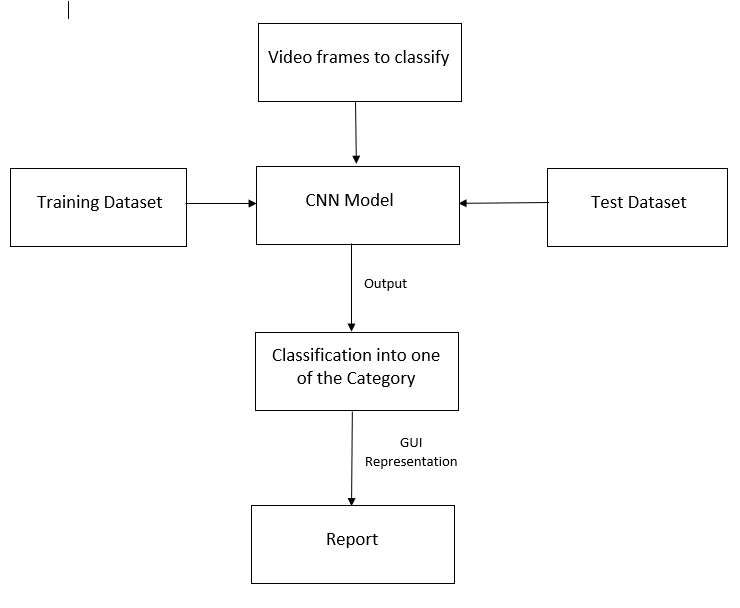 Video frames to classify
Training Dataset
CNN Model
Test Dataset
Output
Classification into one
of the Category
GUI
Representation
Report